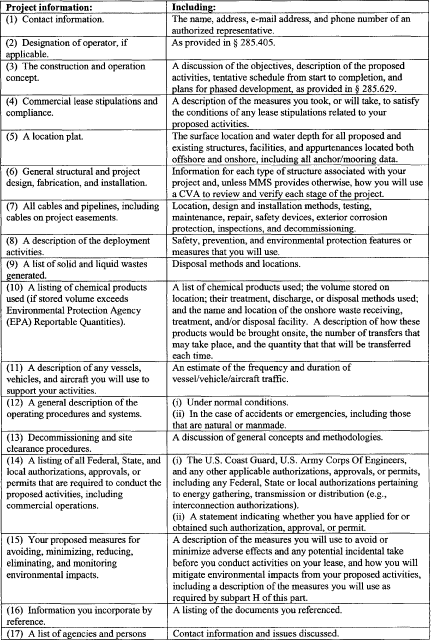 Project information:
Including:
(1) Contact information.
The name, address, e-mail address, and phone number of an
authorized representative.
(2) Designation of operator, if
applicable.
As provided in § 285.405.
(3) The construction and operation
concept.
A discussion of the objectives, description of the proposed
activities, tentative schedule from start to completion, and
plans for phased development, as provided in § 285.629.
(4) Commercial lease stipulations and
compliance.
A description of the measures you took, or will take, to satisfy
the conditions of any lease stipulations related to your
proposed activities.
(5) A location plat.
The surface location and water depth for all proposed and
existing structures, facilities, and appurtenances located both
offshore and onshore, including all anchor/mooring data.
(6) General structural and project
design, fabrication, and installation.
Information for each type of structure associated with your
project and, unless MMS provides otherwise, how you will use
a CVA to review and verify each stage of the project.
(7) All cables and pipelines, including
cables on project easements.
Location, design and installation methods, testing,
maintenance, repair, safety devices, exterior corrosion
protection, inspections, and decommissioning.
(8) A description of the deployment
activities.
Safety, prevention, and environmental protection features or
measures that you will use.
(9) A list of solid and liquid wastes
generated.
Disposal methods and locations.
(10) A listing of chemical products
used (if stored volume exceeds
Environmental Protection Agency
(EPA) Reportable Quantities).
A list of chemical products used; the volume stored on
location; their treatment, discharge, or disposal methods used;
and the name and location of the onshore waste receiving,
treatment, and/or disposal facility. A description of how these
products would be brought onsite, the number of transfers that
may take place, and the quantity that that will be transferred
each time.
(11) A description of any vessels,
vehicles, and aircraft you will use to
support your activities.
An estimate of the frequency and duration of
vessel/vehicle/aircraft traffic.
(12) A general description of the
operating procedures and systems.
(i) Under normal conditions.
(ii) In the case of accidents or emergencies, including those
that are natural or manmade.
(13) Decommissioning and site
clearance procedures.
A discussion of general concepts and methodologies.
(14) A listing of all Federal, State, and
local authorizations, approvals, or
permits that are required to conduct the
proposed activities, including
commercial operations.
(i) The U.S. Coast Guard, U.S. Army Corps Of Engineers,
and any other applicable authorizations, approvals, or permits,
including any Federal, State or local authorizations pertaining
to energy gathering, transmission or distribution (e.g.,
interconnection authorizations).
(ii) A statement indicating whether you have applied for or
obtained such authorization, approval, or permit.
(15) Your proposed measures for
avoiding, minimizing, reducing,
eliminating, and monitoring
environmental impacts.
A description of the measures you will use to avoid or
minimize adverse effects and any potential incidental take
before you conduct activities on your lease, and how you will
mitigate environmental impacts from your proposed activities,
including a description of the measures you will use as
required by subpart H of this part.
(16) Information you incorporate by
reference.
A listing of the documents you referenced.
(17) A list of agencies and persons
Contact information and issues discussed.